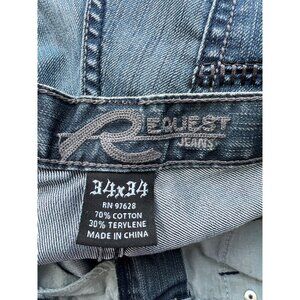 REQUEST
JEANS
34x34
RN 97628
70% COTTON
30% TERYLENE
MADE IN CHINA